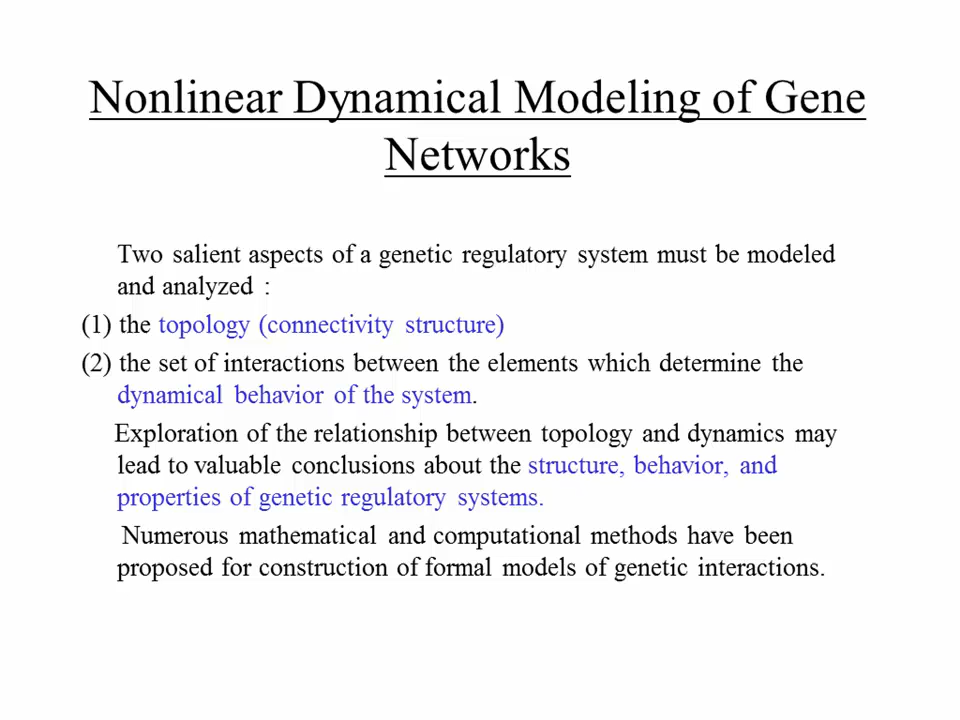 Nonlinear Dynamical Modeling of Gene
Networks
Two salient aspects of a genetic regulatory system must be modeled
and analyzed :
(1) the topology (connectivity structure)
(2) the set of interactions between the elements which determine the
dynamical behavior of the system.
Exploration of the relationship between topology and dynamics may
lead to valuable conclusions about the structure, behavior, and
properties of genetic regulatory systems.
Numerous mathematical and computational methods have been
proposed for construction of formal models of genetic interactions.